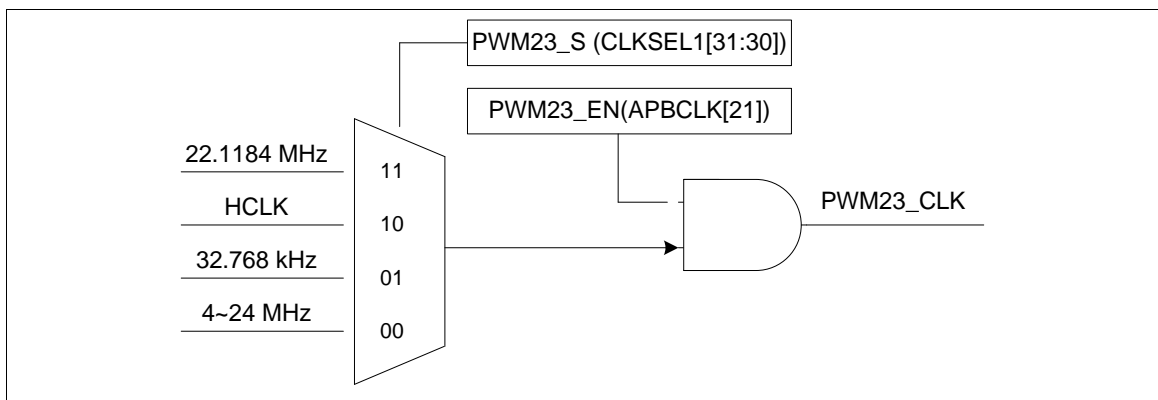 PWM23_S (CLKSEL1[31:30])
PWM23_EN(APBCLK[21])
22.1184 MHz
11
HCLK
10
32.768 kHz
01
4~24 MHz
00
PWM23_CLK